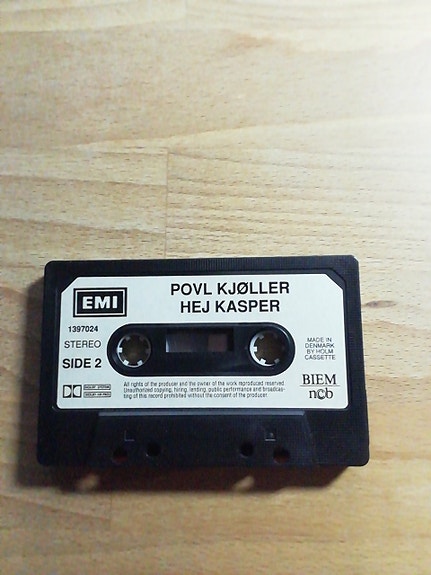 EMI
POVL KJØLLER
HEJ KASPER
1397024
STEREO
SIDE 2
MADE IN
DENMARK
BY HOLM
CASSETTE
DOLBY SYSTEM
All rights of the producer and the owner of the work reproduced reserved
Unauthorized copying, hiring, lending, public performance and broadcas-
ting of this record prohibited without the consent of the producer
BIEM
ncb